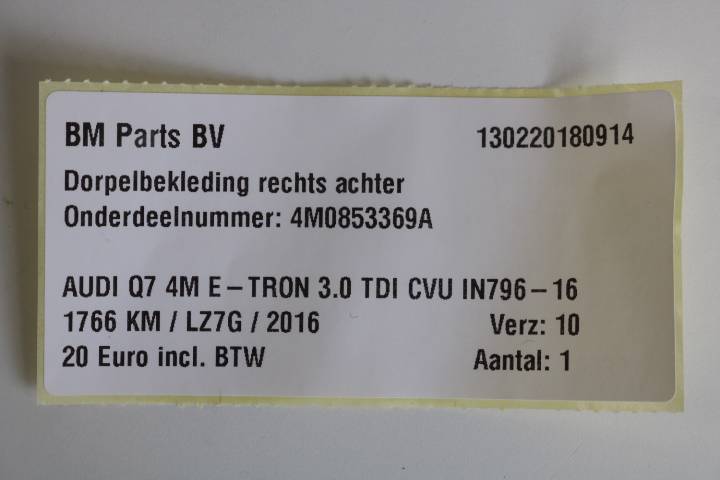 BM Parts BV 130220180914
Dorpelbekleding rechts achter
Onderdeelnummer: 4M0853369A
AUDI Q7 4M E-TRON 3.0 TDI CVU IN796-16
1766 KM / LZ7G / 2016 Verz: 10
20 Euro incl. BTW Aantal: 1